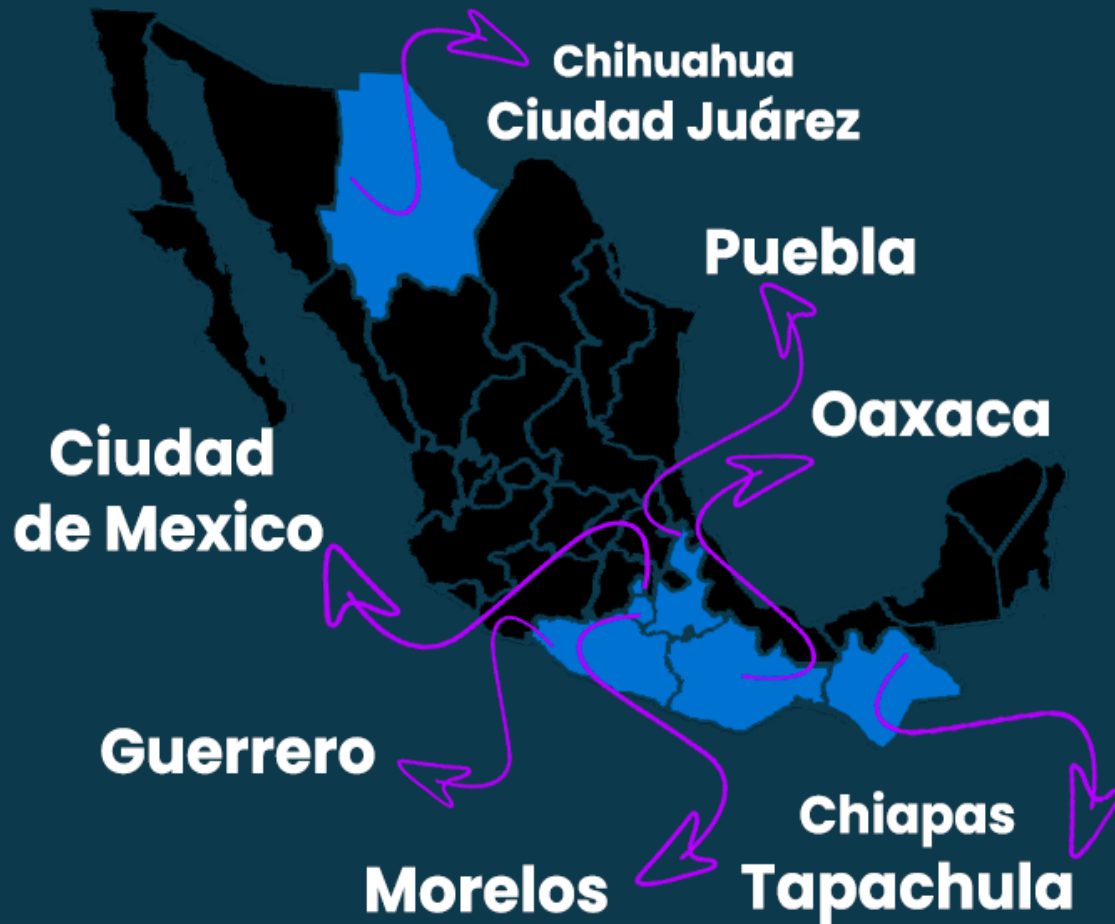 Chihuahua
Ciudad Juárez
Puebla
Oaxaca
Ciudad
de Mexico
Guerrero
Chiapas
Tapachula
Morelos